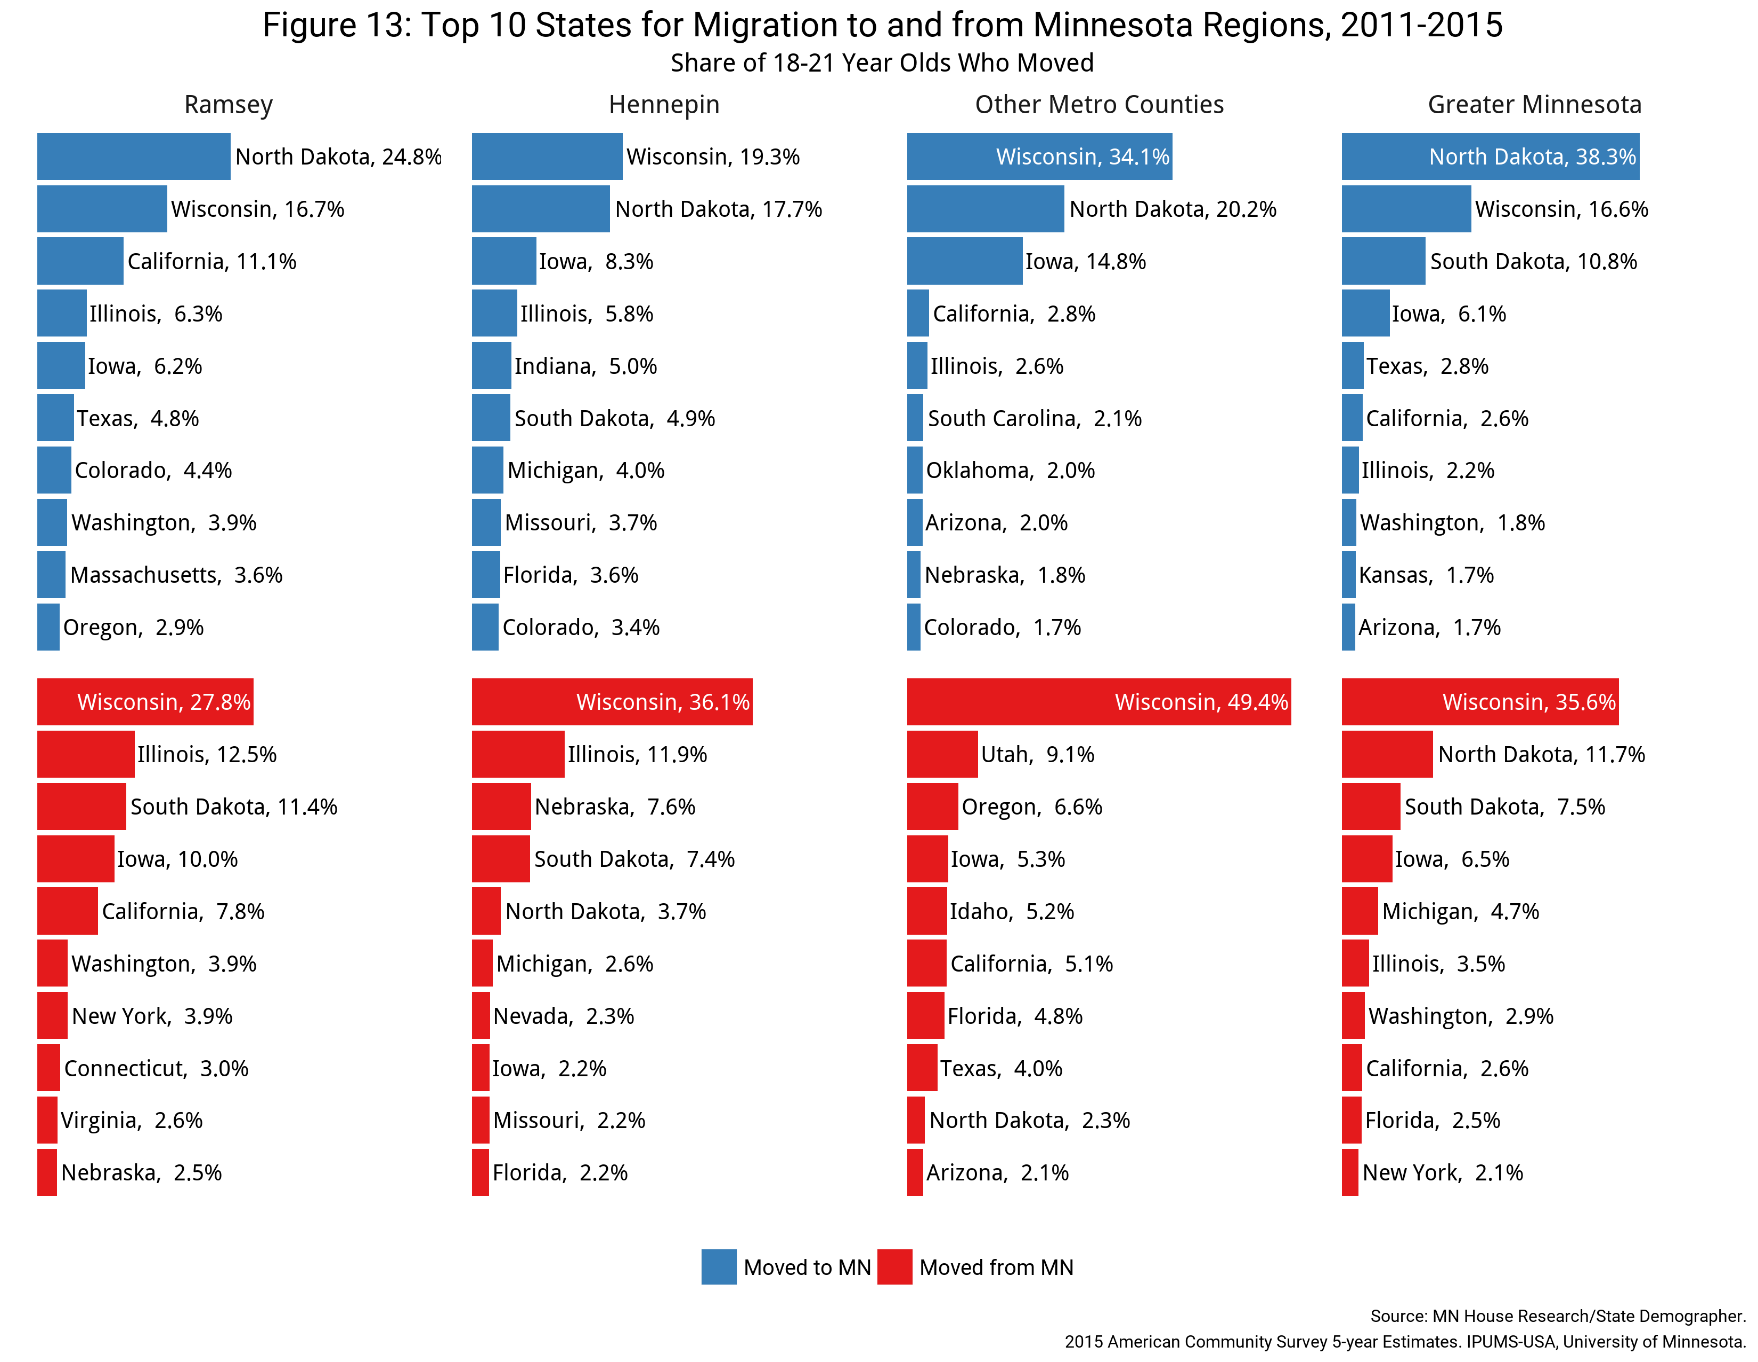 Figure 13: Top 10 States for Migration to and from Minnesota Regions, 2011-2015
Share of 18-21 Year Olds Who Moved
Ramsey
North Dakota, 24.8%
Wisconsin, 16.7%
California, 11.1%
Illinois, 6.3%
Iowa, 6.2%
Texas, 4.8%
Colorado, 4.4%
Washington, 3.9%
Massachusetts, 3.6%
Oregon, 2.9%
Wisconsin, 27.8%
Illinois, 12.5%
South Dakota, 11.4%
Iowa, 10.0%
California, 7.8%
Washington, 3.9%
New York, 3.9%
Connecticut, 3.0%
Virginia, 2.6%
Nebraska, 2.5%
Hennepin
Wisconsin, 19.3%
North Dakota, 17.7%
Iowa, 8.3%
Illinois, 5.8%
Indiana, 5.0%
South Dakota, 4.9%
Michigan, 4.0%
Missouri, 3.7%
Florida, 3.6%
Colorado, 3.4%
Wisconsin, 36.1%
Illinois, 11.9%
Nebraska, 7.6%
South Dakota, 7.4%
North Dakota, 3.7%
Michigan, 2.6%
Nevada, 2.3%
Iowa, 2.2%
Missouri, 2.2%
Florida, 2.2%
Other Metro Counties
Wisconsin, 34.1%
North Dakota, 20.2%
Iowa, 14.8%
California, 2.8%
Illinois, 2.6%
South Carolina, 2.1%
Oklahoma, 2.0%
Arizona, 2.0%
Nebraska, 1.8%
Colorado, 1.7%
Wisconsin, 49.4%
Utah, 9.1%
Oregon, 6.6%
Iowa, 5.3%
Idaho, 5.2%
California, 5.1%
Florida, 4.8%
Texas, 4.0%
North Dakota, 2.3%
Arizona, 2.1%
Greater Minnesota
North Dakota, 38.3%
Wisconsin, 16.6%
South Dakota, 10.8%
Iowa, 6.1%
Texas, 2.8%
California, 2.6%
Illinois, 2.2%
Washington, 1.8%
Kansas, 1.7%
Arizona, 1.7%
Wisconsin, 35.6%
North Dakota, 11.7%
South Dakota, 7.5%
Iowa, 6.5%
Michigan, 4.7%
Illinois, 3.5%
Washington, 2.9%
California, 2.6%
Florida, 2.5%
New York, 2.1%
Moved to MN
Moved from MN
Source: MN House Research/State Demographer.
2015 American Community Survey 5-year Estimates. IPUMS-USA, University of Minnesota.